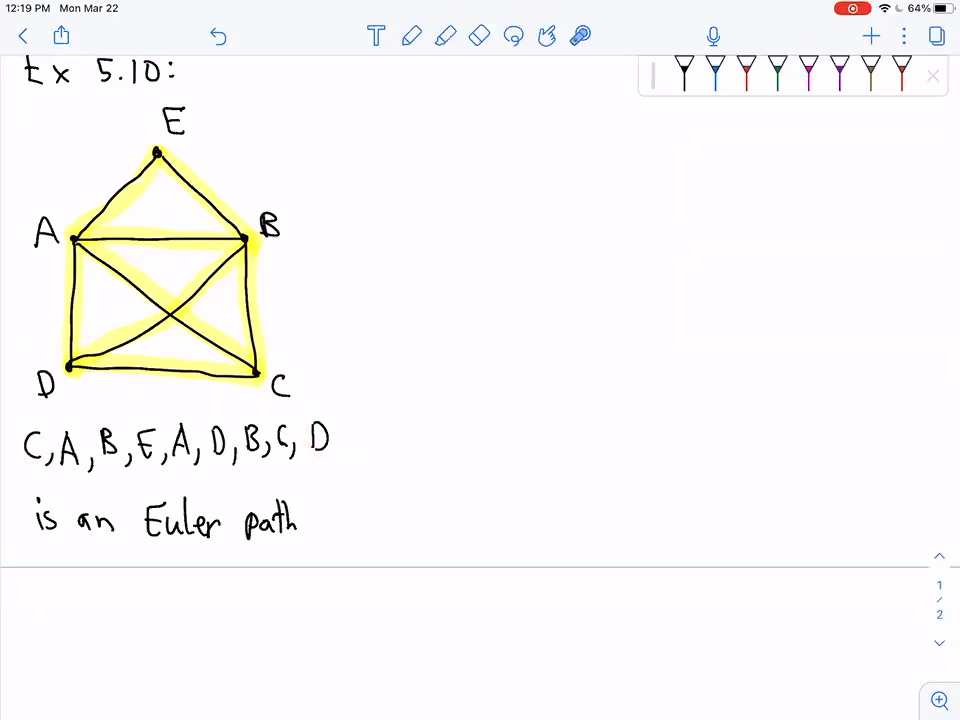 12:19 PM Mon Mar 22
64%
T
Ex 5.10:
E
A
B
D
C
C, A, B, E, A, D, B, C, D
is an Euler path
1
/
2